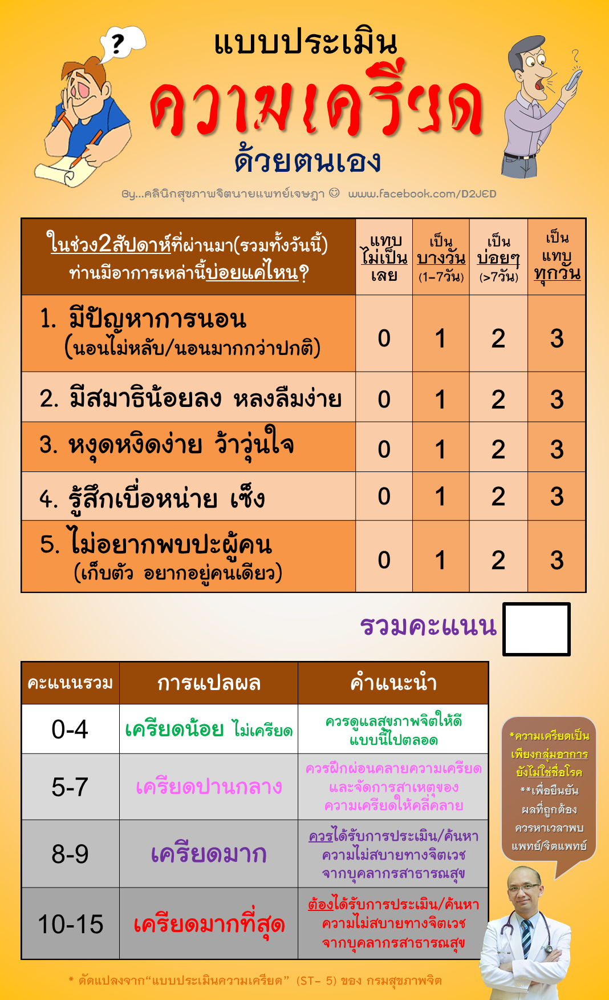 ?
แบบประเมิน
ความเครียด
ด้วยตนเอง
?
By...คลินิกสุขภาพจิตนายแพทย์เจษฎา ☺ www.facebook.com/D2JED
ในช่วง2สัปดาห์ที่ผ่านมา(รวมทั้งวันนี้)
ท่านมีอาการเหล่านี้บ่อยแค่ไหน?
แทบ
ไม่เป็น
เลย
เป็น
บางวัน
(1-7วัน)
เป็น
บ่อยๆ
(>7วัน)
เป็น
แทบ
ทุกวัน
1. มีปัญหาการนอน
(นอนไม่หลับ/นอนมากกว่าปกติ)
0 1 2 3
2. มีสมาธิน้อยลง หลงลืมง่าย
0 1 2 3
3. หงุดหงิดง่าย ว้าวุ่นใจ
0 1 2 3
4. รู้สึกเบื่อหน่าย เซ็ง
0 1 2 3
5. ไม่อยากพบปะผู้คน
(เก็บตัว อยากอยู่คนเดียว)
0 1 2 3
รวมคะแนน
คะแนนรวม การแปลผล คำแนะนำ
0-4 เครียดน้อย ไม่เครียด
ควรดูแลสุขภาพจิตให้ดี
แบบนี้ไปตลอด
5-7 เครียดปานกลาง
ควรฝึกผ่อนคลายความเครียด
และจัดการสาเหตุของ
ความเครียดให้คลี่คลาย
8-9 เครียดมาก
ควรได้รับการประเมิน/ค้นหา
ความไม่สบายทางจิตเวช
จากบุคลากรสาธารณสุข
10-15 เครียดมากที่สุด
ต้องได้รับการประเมิน/ค้นหา
ความไม่สบายทางจิตเวช
จากบุคลากรสาธารณสุข
*ความเครียดเป็น
เพียงกลุ่มอาการ
ยังไม่ใช่ชื่อโรค
**เพื่อยืนยัน
ผลที่ถูกต้อง
ควรหาเวลาพบ
แพทย์/จิตแพทย์
* ดัดแปลงจาก“แบบประเมินความเครียด” (ST- 5) ของ กรมสุขภาพจิต